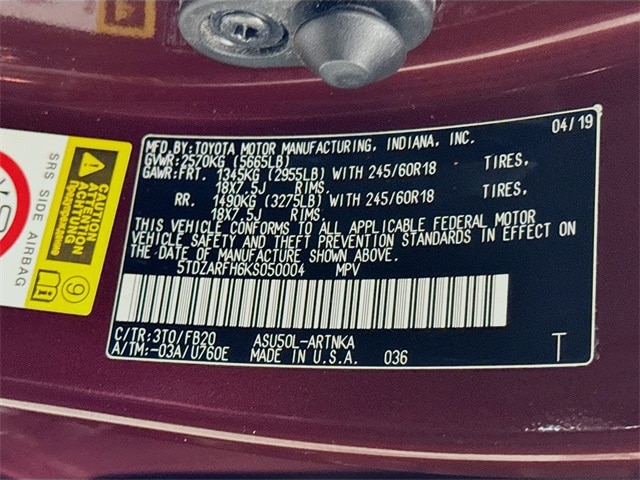 MFD. BY: TOYOTA MOTOR MANUFACTURING, INDIANA, INC. 04/19
GVWR: 2570KG (5665LB)
GAWR: FRT. 1345KG (2955LB) WITH 245/60R18 TIRES,
18X7.5J RIMS.
RR. 1490KG (3275LB) WITH 245/60R18 TIRES,
18X7.5J RIMS.
THIS VEHICLE CONFORMS TO ALL APPLICABLE FEDERAL MOTOR
VEHICLE SAFETY AND THEFT PREVENTION STANDARDS IN EFFECT ON
THE DATE OF MANUFACTURE SHOWN ABOVE.
5TDZARFH6KS050004 MPV
C/TR: 3T0/FB20 ASU50L-ARTNKA
A/TM: -03A/U760E MADE IN U.S.A. 036 T
SRS SIDE AIRBAG
CAUTION
ATTENTION
i 9